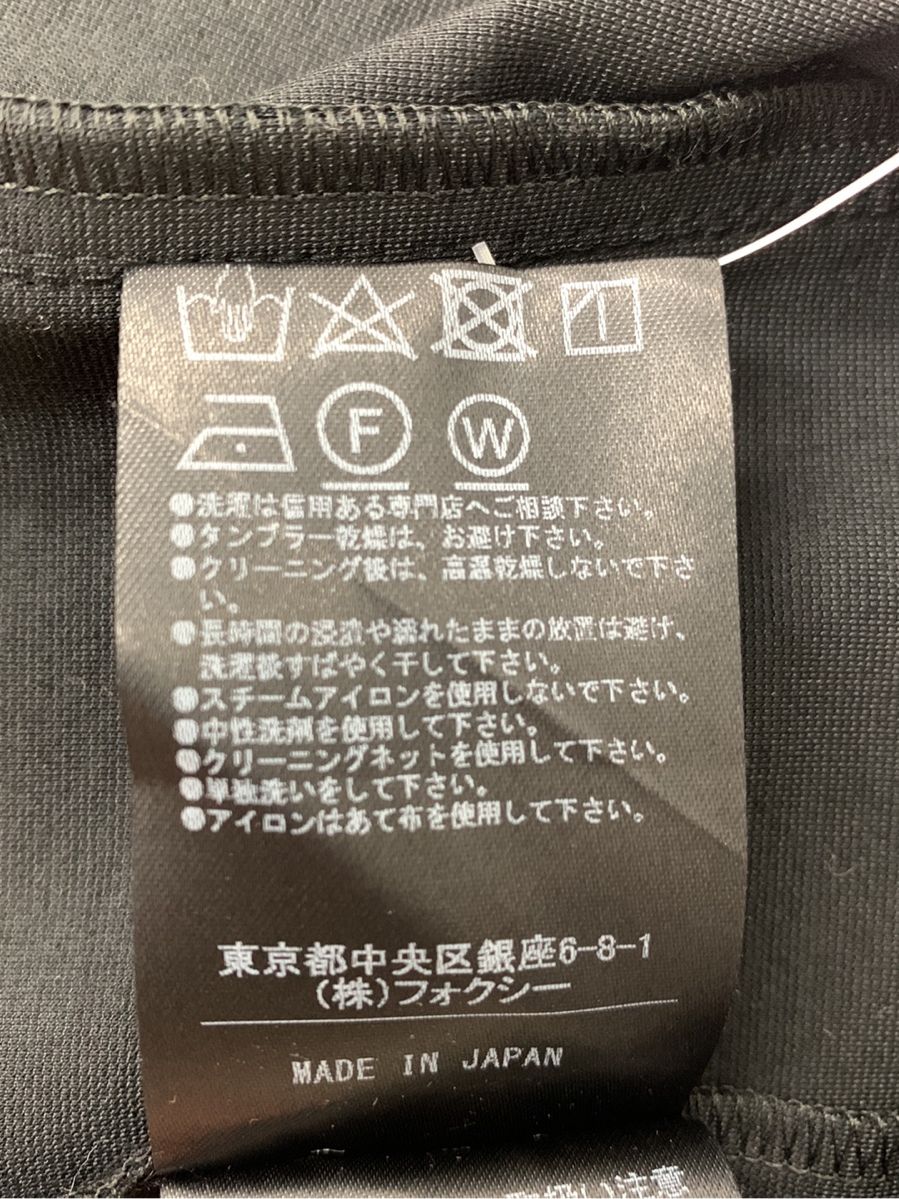 F W
●洗濯は信用ある専門店へご相談下さい。
●タンブラー乾燥は、お避け下さい。
●クリーニング後は、高温乾燥しないで下さ
い。
●長時間の浸漬や濡れたままの放置は避け、
洗濯後すばやく干して下さい。
●スチームアイロンを使用しないで下さい。
●中性洗剤を使用して下さい。
●クリーニングネットを使用して下さい。
●単独洗いをして下さい。
●アイロンはあて布を使用して下さい。
東京都中央区銀座6-8-1
(株)フォクシー
MADE IN JAPAN
取扱い注意